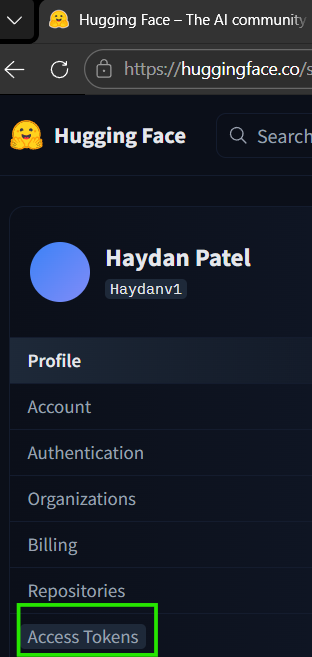 Hugging Face – The AI community
https://huggingface.co/s
Hugging Face
Search
Haydan Patel
Haydanv1
Profile
Account
Authentication
Organizations
Billing
Repositories
Access Tokens